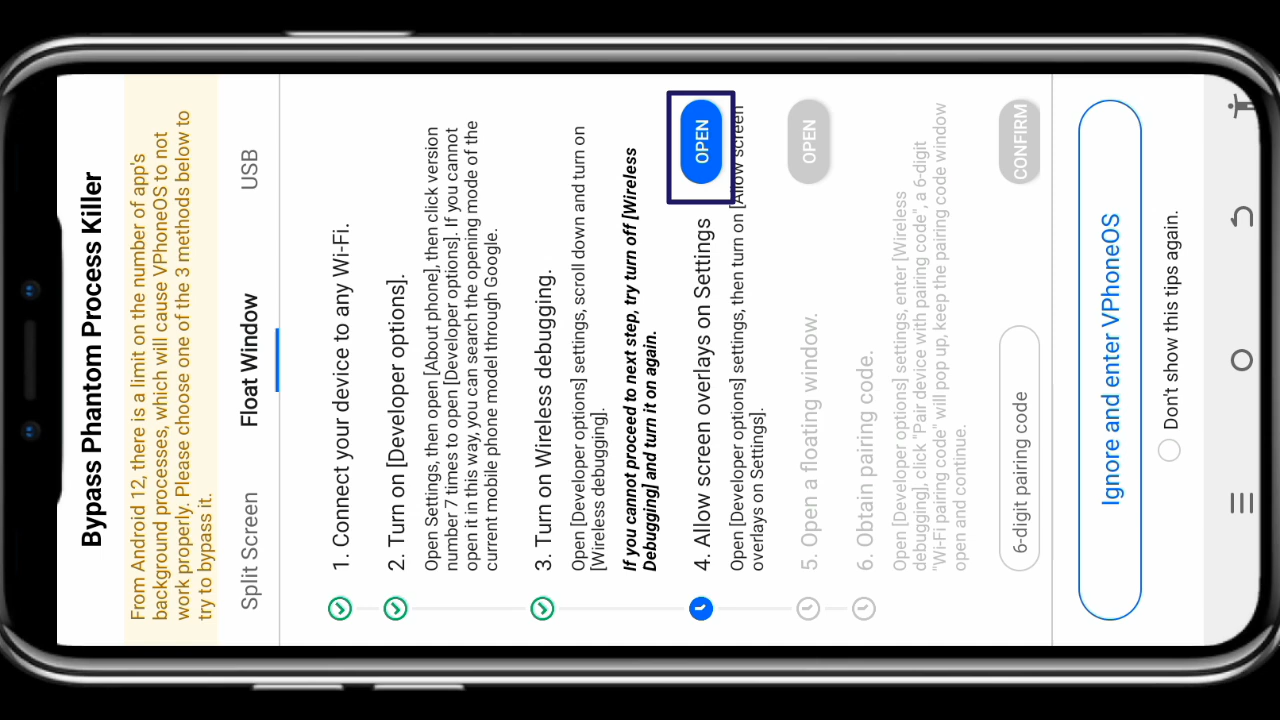 Bypass Phantom Process Killer
From Android 12, there is a limit on the number of app's
background processes, which will cause VPhoneOS to not
work properly. Please choose one of the 3 methods below to
try to bypass it.
Split Screen Float Window USB
1. Connect your device to any Wi-Fi.
2. Turn on [Developer options].
Open Settings, then open [About phone], then click version
number 7 times to open [Developer options]. If you cannot
open it in this way, you can search the opening mode of the
current mobile phone model through Google.
3. Turn on Wireless debugging.
Open [Developer options] settings, scroll down and turn on
[Wireless debugging].
If you cannot proceed to next step, try turn off [Wireless
Debugging] and turn it on again.
4. Allow screen overlays on Settings OPEN
Open [Developer options] settings, then turn on [Allow screen
overlays on Settings].
5. Open a floating window. OPEN
6. Obtain pairing code.
Open [Developer options] settings, enter [Wireless
debugging], click "Pair device with pairing code", a 6-digit
"Wi-Fi pairing code" will pop up, keep the pairing code window
open and continue.
6-digit pairing code CONFIRM
Ignore and enter VPhoneOS
Don't show this tips again.